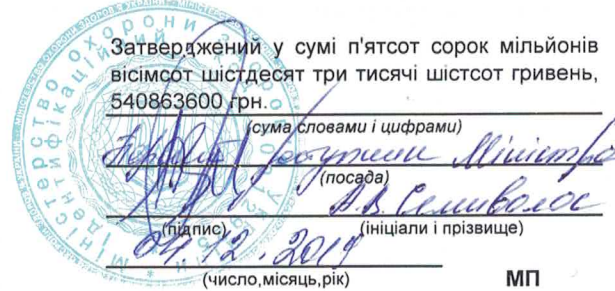 Затверджений у сумі п'ятсот сорок мільйонів
вісімсот шістдесят три тисячі шістсот гривень,
540863600 грн.
(сума словами і цифрами)
Перший заступник Міністра
(посада)
А.В. Семиволос
(підпис) (ініціали і прізвище)
04.12.2019
(число,місяць,рік) МП